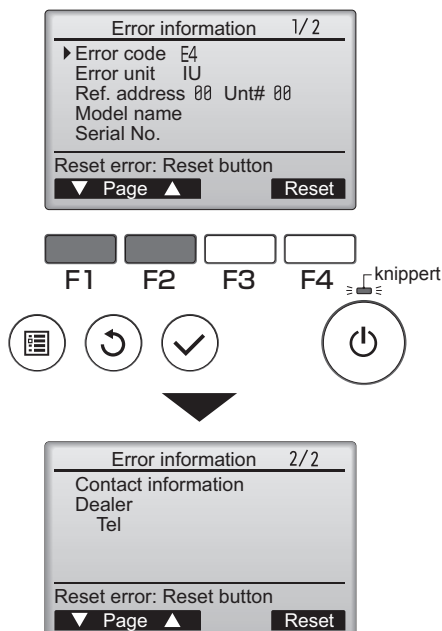 Error information 1/2
Error code E4
Error unit IU
Ref. address 00 Unt# 00
Model name
Serial No.
Reset error: Reset button
▼ Page ▲ Reset
F1 F2 F3 F4
knippert
Error information 2/2
Contact information
Dealer
Tel
Reset error: Reset button
▼ Page ▲ Reset